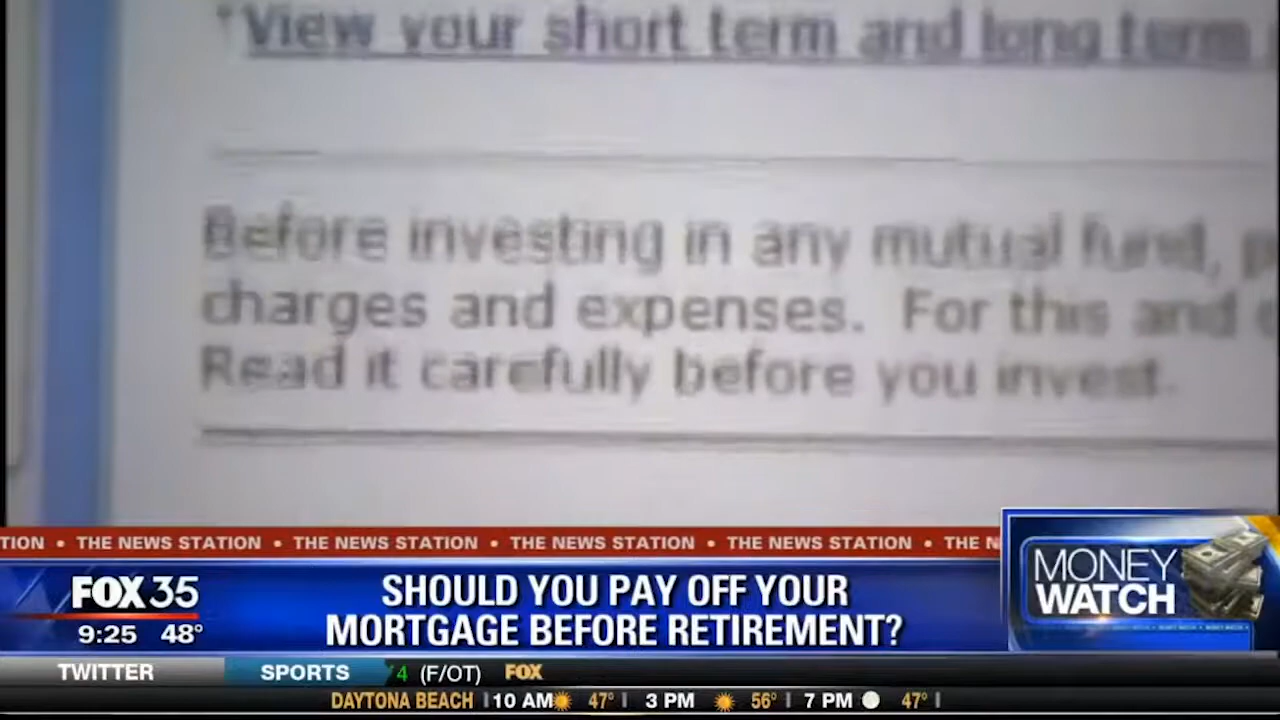 *View your short term and long term
Before investing in any mutual fund,
charges and expenses. For this and
Read it carefully before you invest.
TION • THE NEWS STATION • THE NEWS STATION • THE NEWS STATION • THE NEWS STATION • THE N
MONEY
WATCH
FOX 35
9:25 48°
SHOULD YOU PAY OFF YOUR
MORTGAGE BEFORE RETIREMENT?
TWITTER SPORTS 4 (F/OT) FOX
DAYTONA BEACH 10 AM 47° 3 PM 56° 7 PM 47°